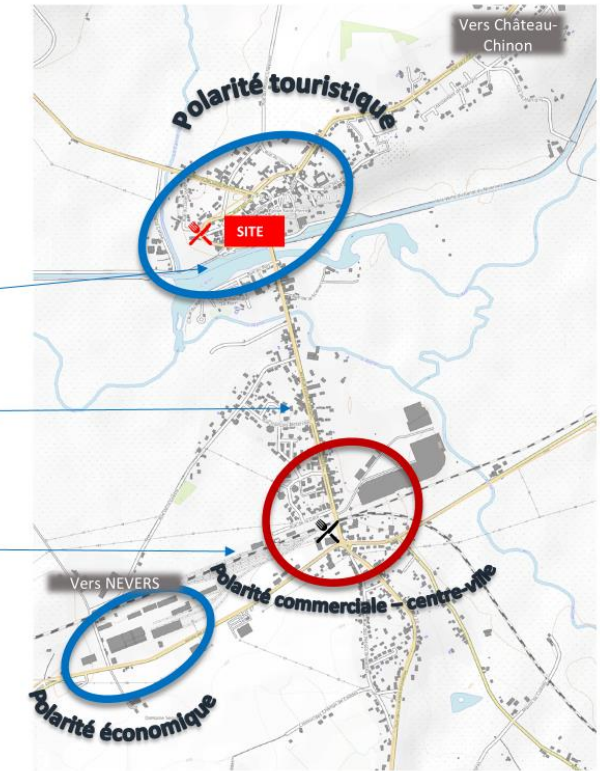 Vers Château-
Chinon
Polarité touristique
SITE
Vers NEVERS
Polarité commerciale – centre-ville
Polarité économique